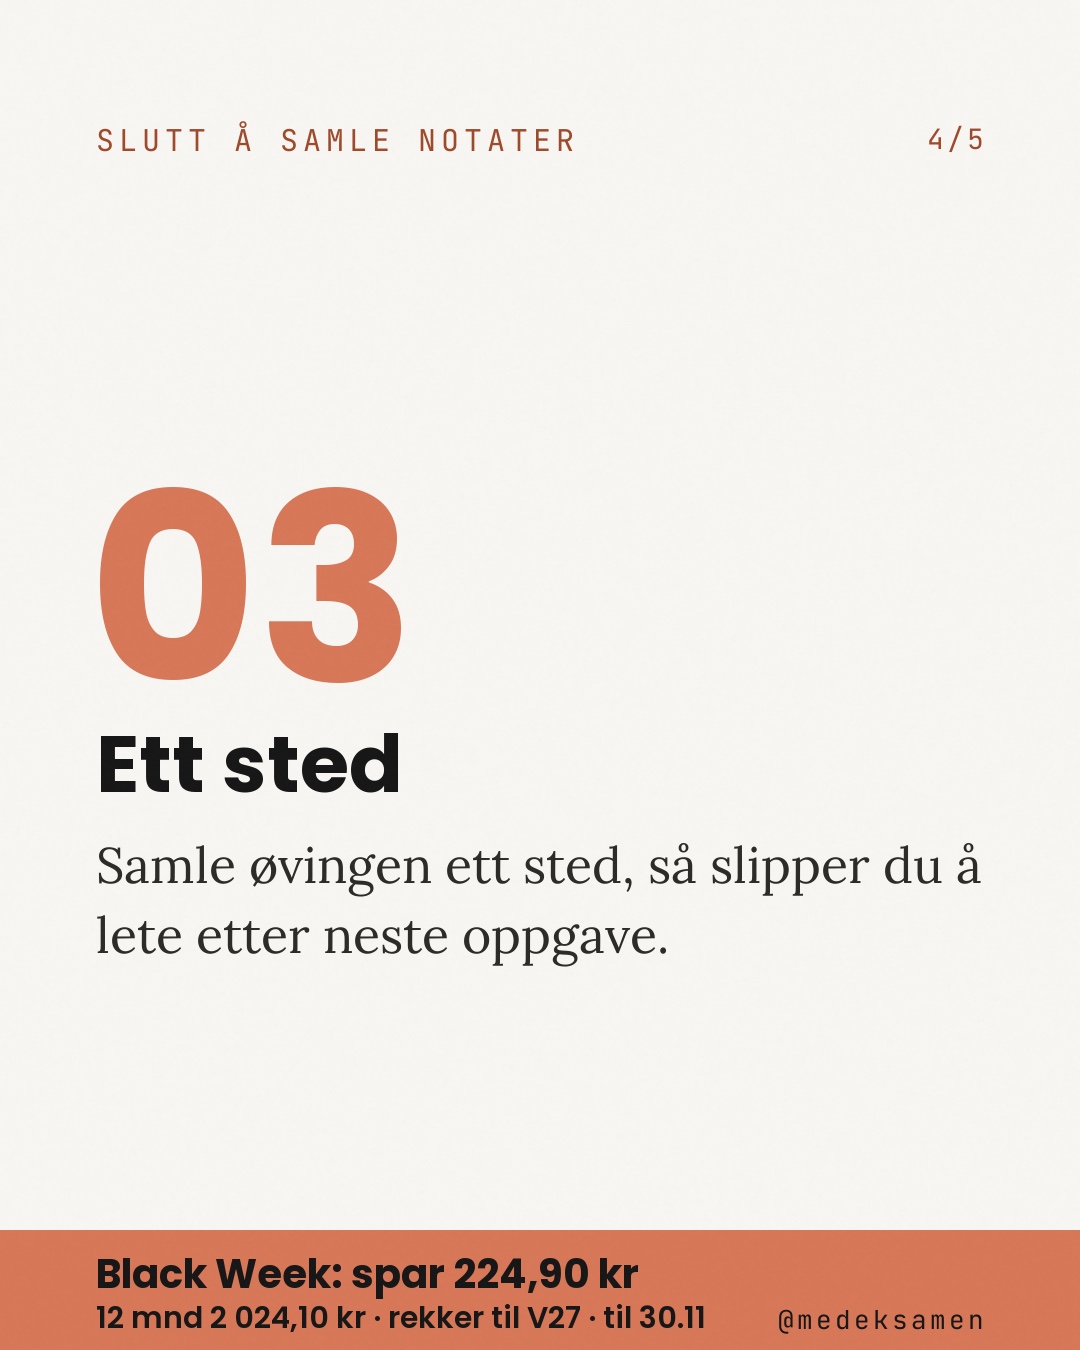 SLUTT Å SAMLE NOTATER
4/5
03
Ett sted
Samle øvingen ett sted, så slipper du å
lete etter neste oppgave.
Black Week: spar 224,90 kr
12 mnd 2 024,10 kr · rekker til V27 · til 30.11
@medeksamen